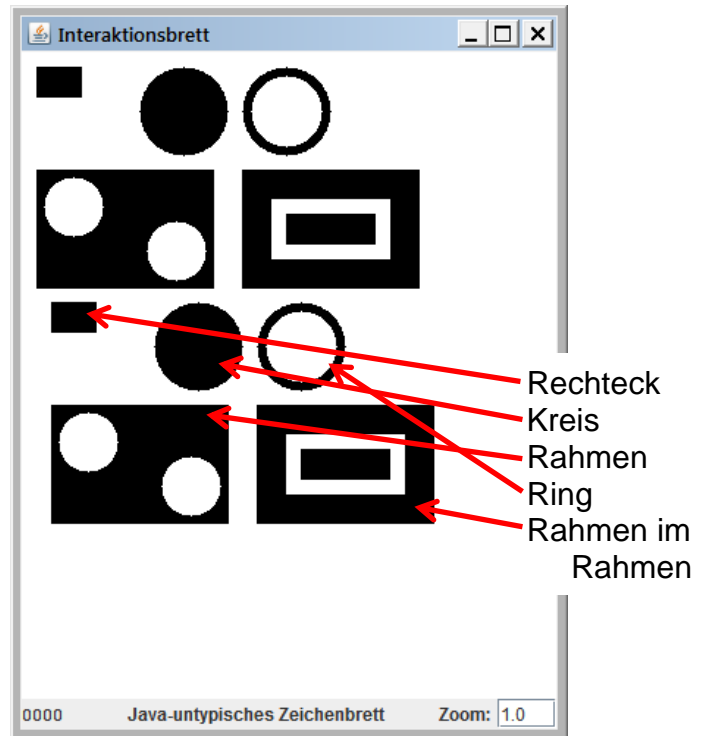 Interaktionsbrett
Rechteck
Kreis
Rahmen
Ring
Rahmen im
Rahmen
0000 Java-untypisches Zeichenbrett Zoom: 1.0